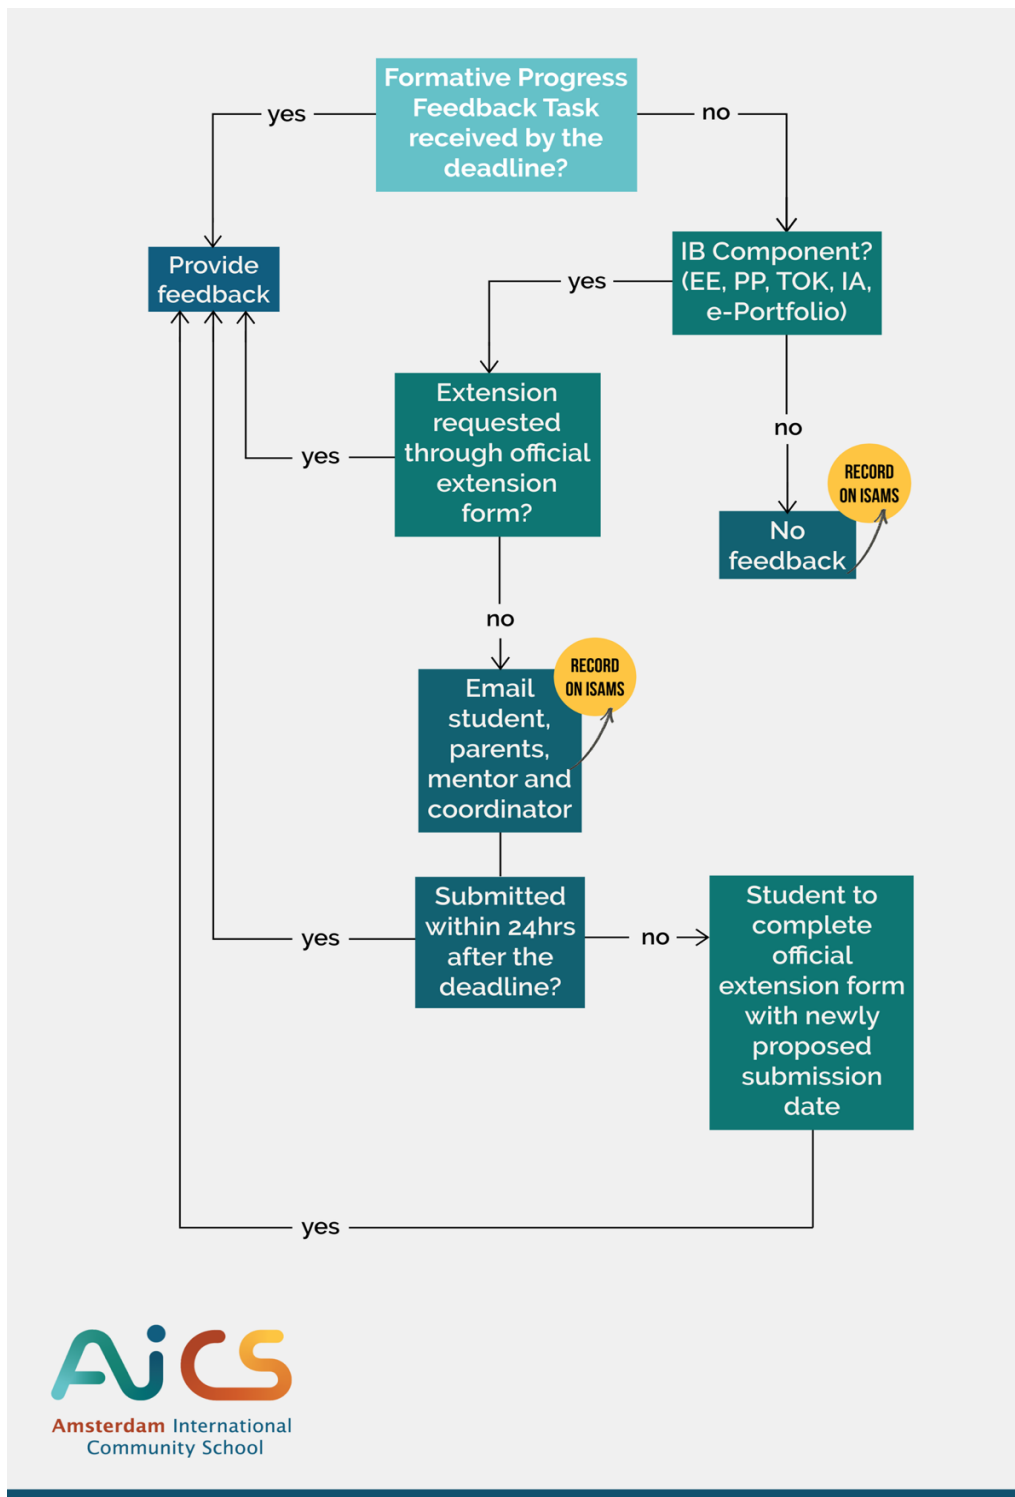 Formative Progress
Feedback Task
received by the
deadline?
yes
no
Provide
feedback
IB Component?
(EE, PP, TOK, IA,
e-Portfolio)
yes
Extension
requested
through official
extension
form?
yes
no
RECORD
ON ISAMS
No
feedback
no
RECORD
ON ISAMS
Email
student,
parents,
mentor and
coordinator
Submitted
within 24hrs
after the
deadline?
yes
no
Student to
complete
official
extension form
with newly
proposed
submission
date
yes
AICS
Amsterdam International
Community School